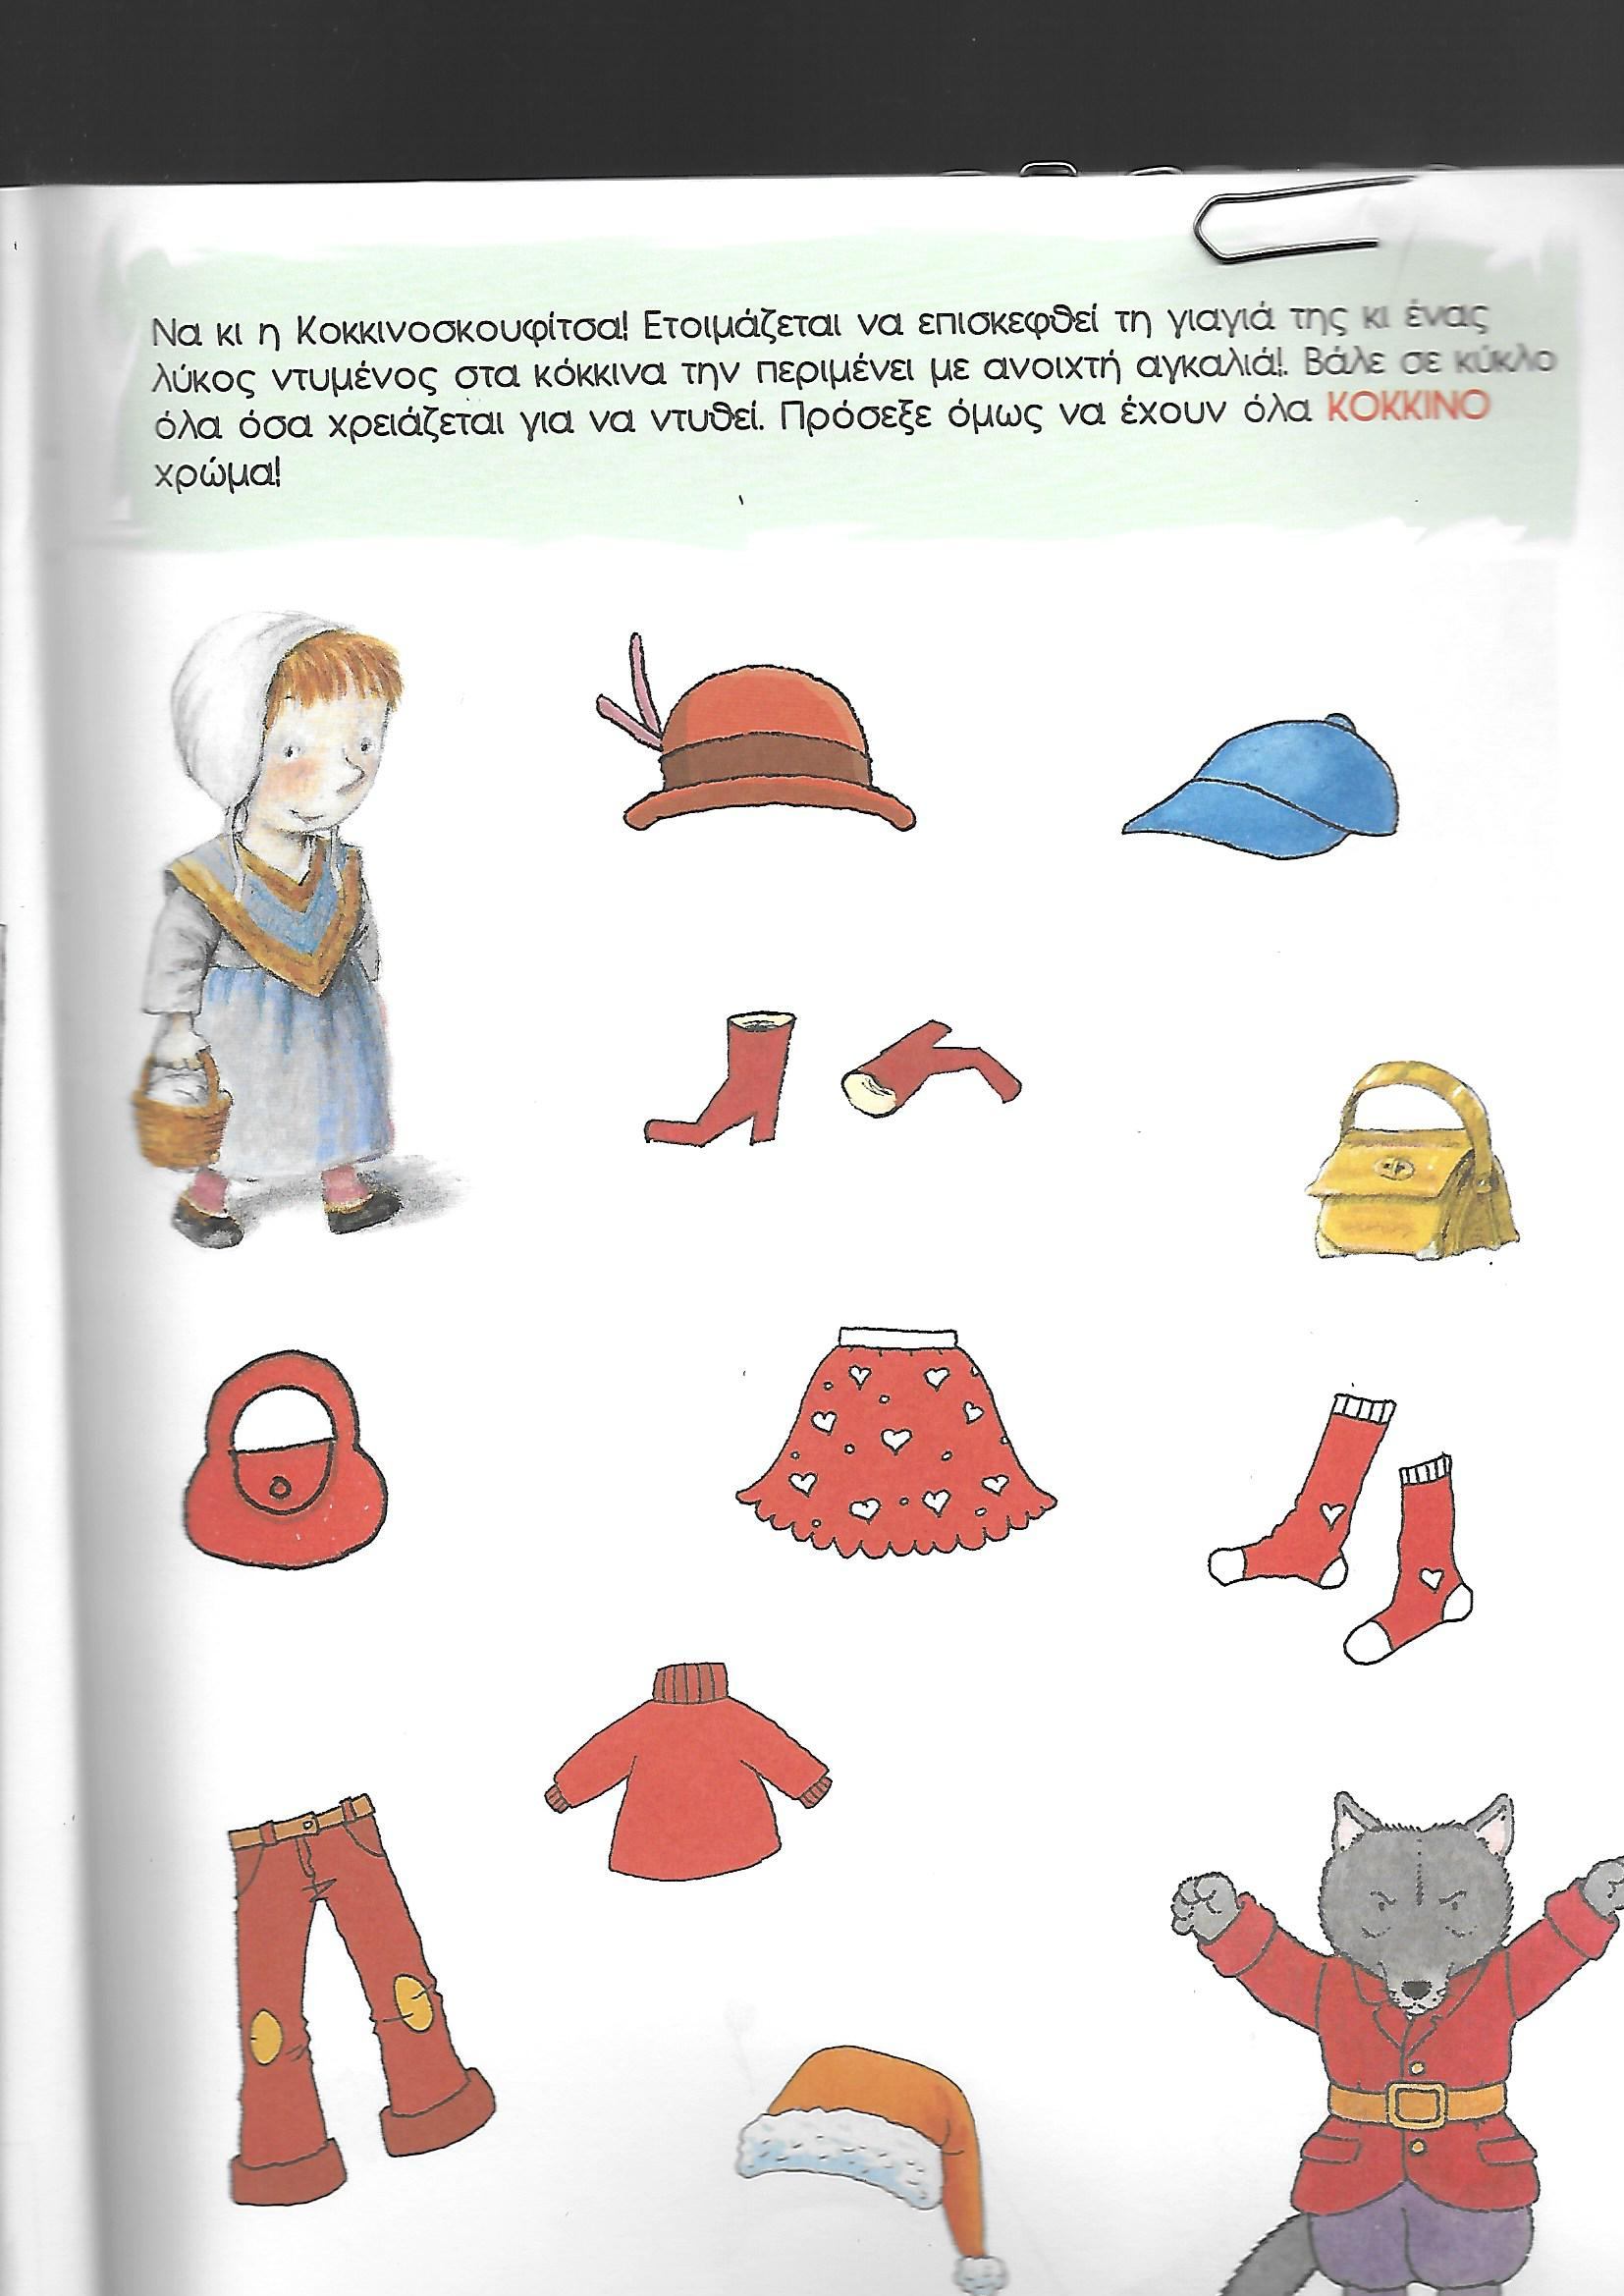 Να κι η Κοκκινοσκουφίτσα! Ετοιμάζεται να επισκεφθεί τη γιαγιά της κι ένας
λύκος ντυμένος στα κόκκινα την περιμένει με ανοιχτή αγκαλιά!. Βάλε σε κύκλο
όλα όσα χρειάζεται για να ντυθεί. Πρόσεξε όμως να έχουν όλα ΚΟΚΚΙΝΟ
χρώμα!